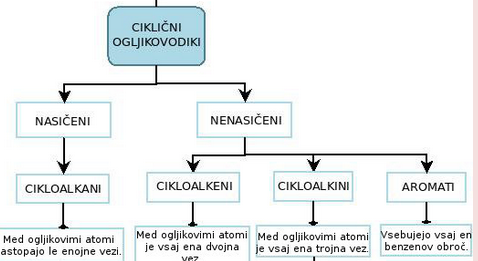 CIKLIČNI
OGLJIKOVODIKI
NASIČENI
NENASIČENI
CIKLOALKANI
CIKLOALKENI
CIKLOALKINI
AROMATI
Med ogljikovimi atomi
astopajo le enojne vezi.
Med ogljikovimi atomi
je vsaj ena dvojna
vez.
Med ogljikovimi atomi
je vsaj ena trojna vez.
Vsebujejo vsaj en
benzenov obroč.